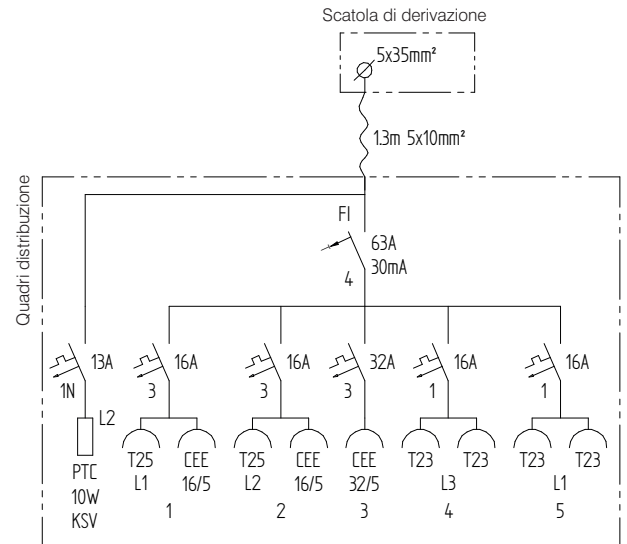 Scatola di derivazione
5x35mm²
1.3m 5x10mm²
Quadri distribuzione
FI
63A
30mA
4
13A
16A
16A
32A
16A
16A
1N
3
3
3
1
1
L2
PTC
10W
KSV
T25
CEE
T25
CEE
CEE
T23
T23
T23
T23
L1
16/5
L2
16/5
32/5
L3
L1
1
2
3
4
5